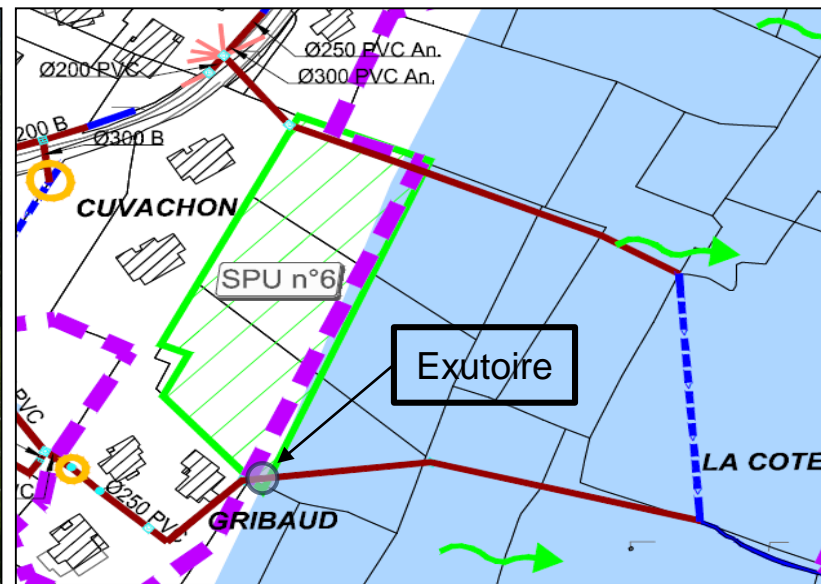 Ø250 PVC An.
Ø200 PVC
Ø300 PVC An.
200 B
Ø300 B
CUVACHON
SPU n°6
Exutoire
PVC
LA COTE
VC
Ø250 PVC
GRIBAUD